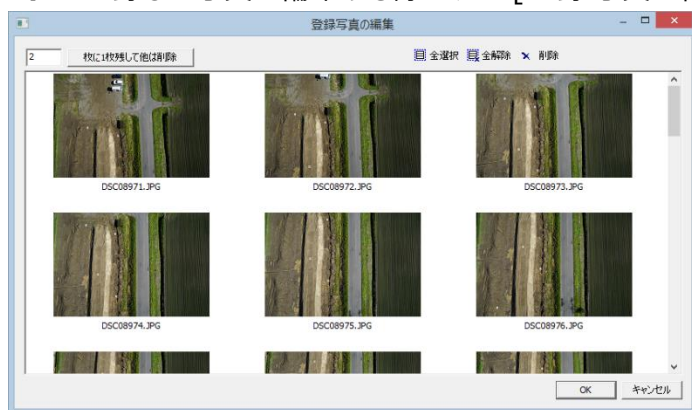 登録写真の編集
2 枚に1枚残して他は削除 全選択 全解除 削除
DSC08971.JPG DSC08972.JPG DSC08973.JPG
DSC08974.JPG DSC08975.JPG DSC08976.JPG
OK キャンセル